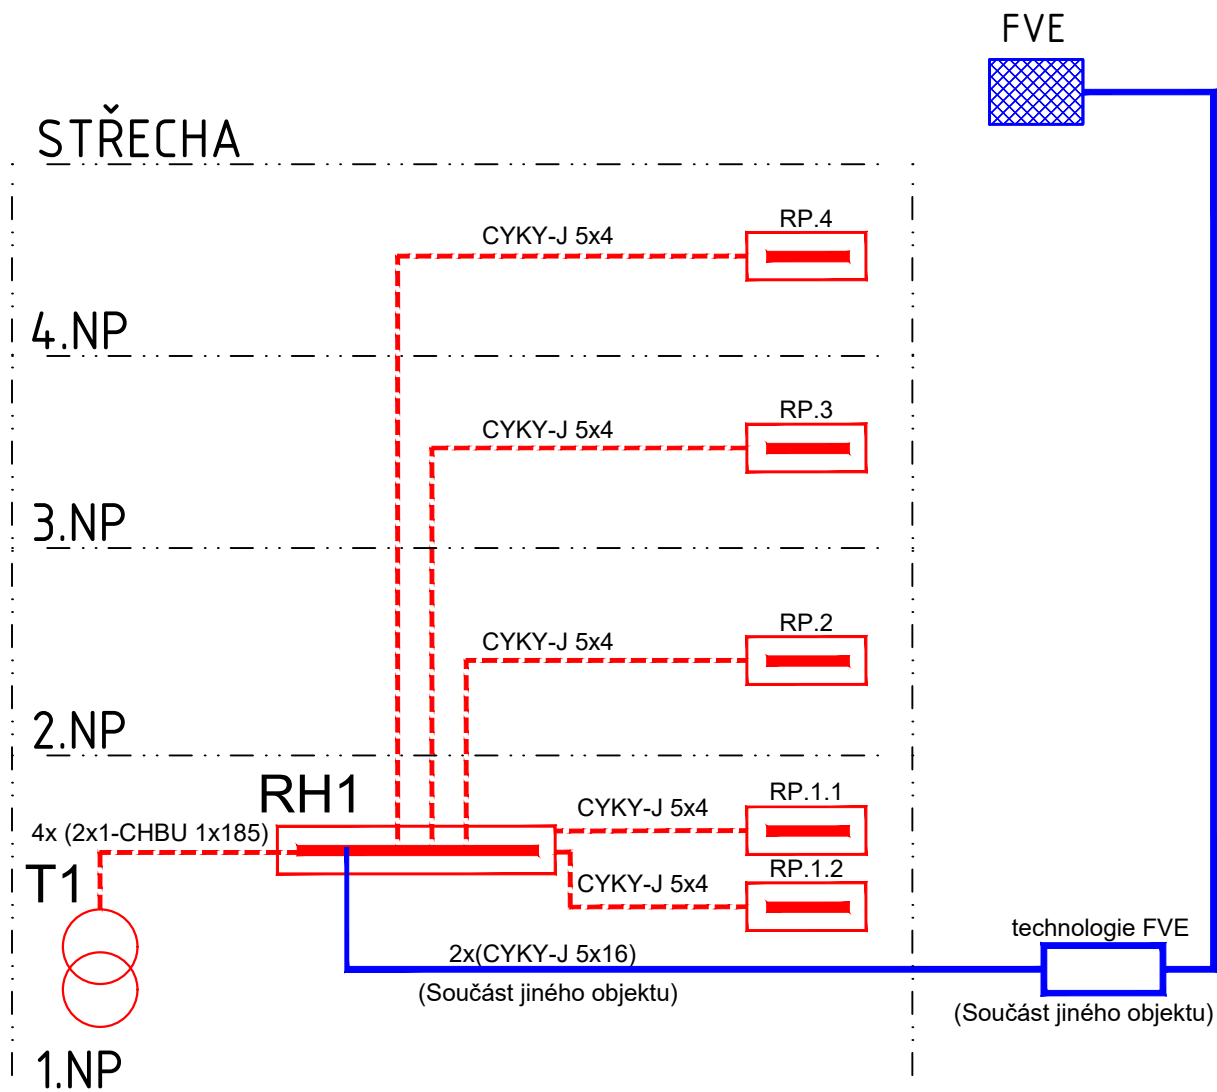 FVE
STŘECHA
RP.4
CYKY-J 5x4
4.NP
RP.3
CYKY-J 5x4
3.NP
RP.2
CYKY-J 5x4
2.NP
RH1
RP.1.1
CYKY-J 5x4
4x (2x1-CHBU 1x185)
T1
RP.1.2
CYKY-J 5x4
technologie FVE
2x(CYKY-J 5x16)
(Součást jiného objektu)
(Součást jiného objektu)
1.NP